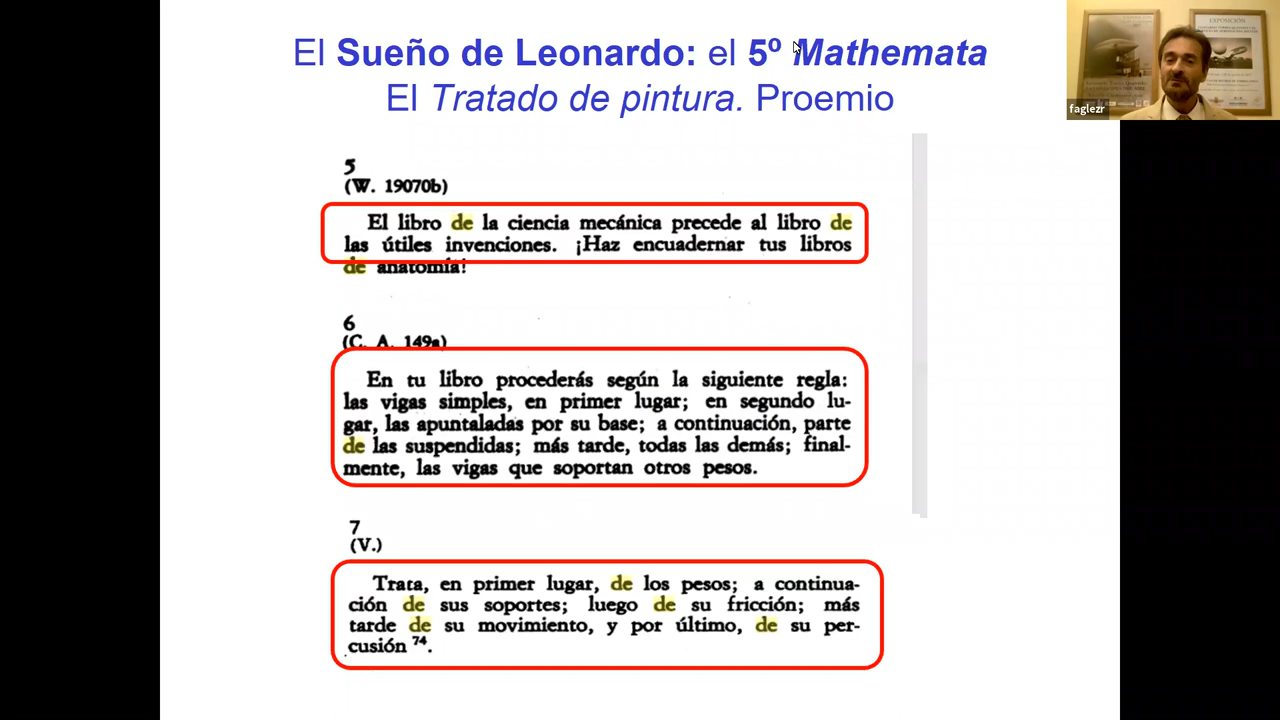 El Sueño de Leonardo: el 5º Mathemata
El Tratado de pintura. Proemio
EXPOSICIÓN
faglezr
5
(W. 19070b)
El libro de la ciencia mecánica precede al libro de
las útiles invenciones. ¡Haz encuadernar tus libros
de anatomía!
6
(C. A. 149a)
En tu libro procederás según la siguiente regla:
las vigas simples, en primer lugar; en segundo lu-
gar, las apuntaladas por su base; a continuación, parte
de las suspendidas; más tarde, todas las demás; final-
mente, las vigas que soportan otros pesos.
7
(V.)
Trata, en primer lugar, de los pesos; a continua-
ción de sus soportes; luego de su fricción; más
tarde de su movimiento, y por último, de su per-
cusión 74.